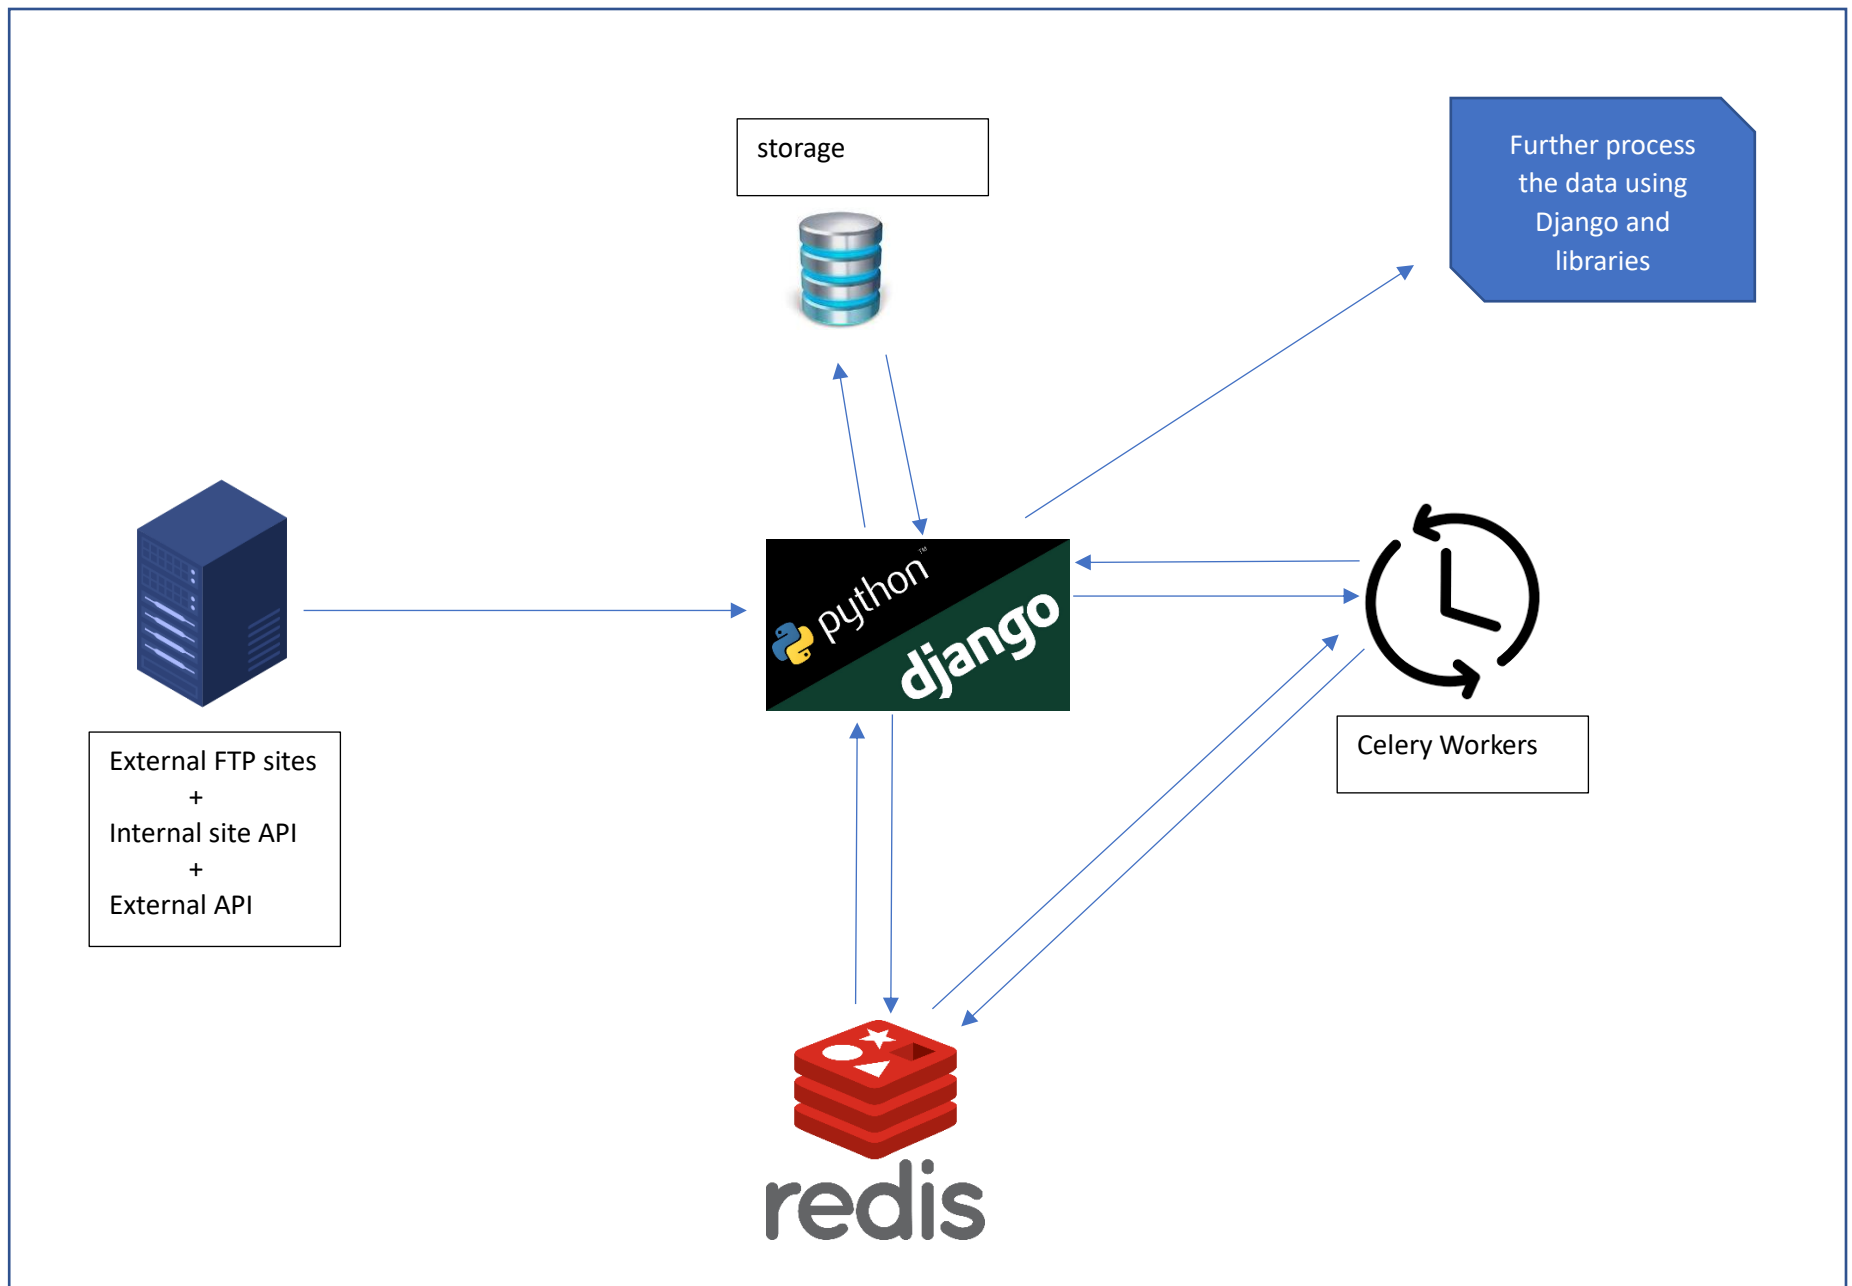 storage
Further process
the data using
Django and
libraries
python™
django
External FTP sites
+
Internal site API
+
External API
Celery Workers
redis